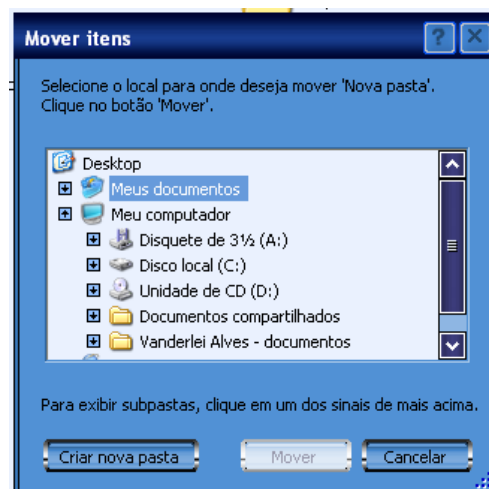 Mover itens
Selecione o local para onde deseja mover 'Nova pasta'.
Clique no botão 'Mover'.
Desktop
Meus documentos
Meu computador
Disquete de 3½ (A:)
Disco local (C:)
Unidade de CD (D:)
Documentos compartilhados
Vanderlei Alves - documentos
Para exibir subpastas, clique em um dos sinais de mais acima.
Criar nova pasta
Mover
Cancelar